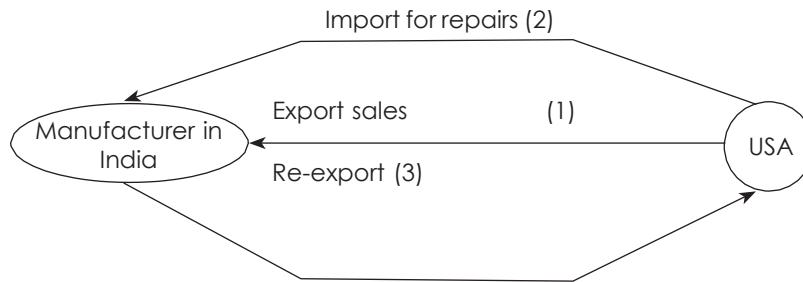 Import for repairs (2)
Export sales (1)
Manufacturer in
India
USA
Re-export (3)